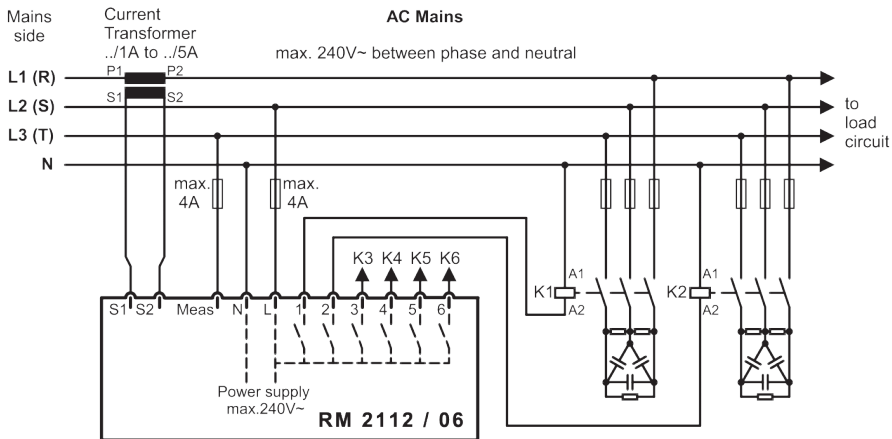 Mains
side
Current
Transformer
../1A to ../5A
AC Mains
max. 240V~ between phase and neutral
P1 P2
L1 (R)
S1 S2
L2 (S)
L3 (T)
N
to
load
circuit
max.
4A
max.
4A
K3 K4 K5 K6
K1 A1
A2
K2 A1
A2
S1 S2 Meas N L 1 2 3 4 5 6
Power supply
max.240V~
RM 2112 / 06